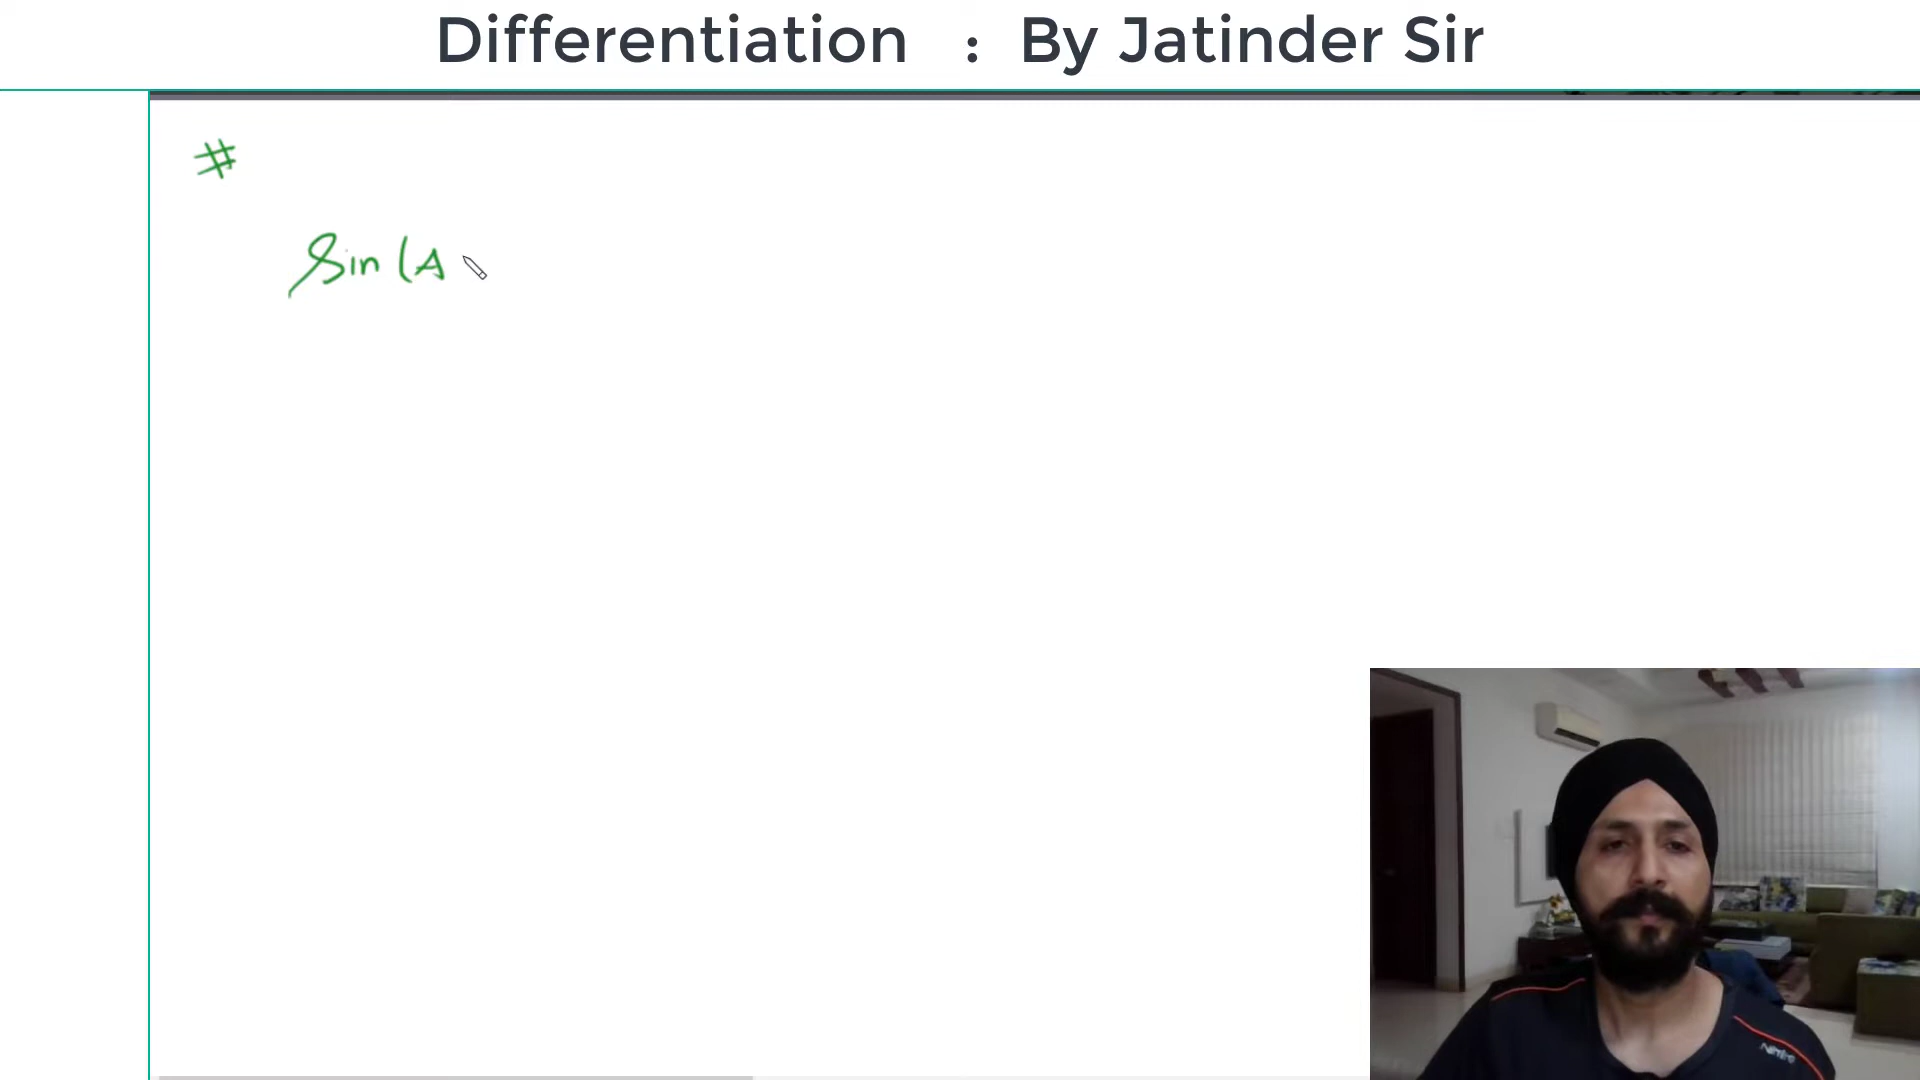 Differentiation : By Jatinder Sir
#
Sin (A